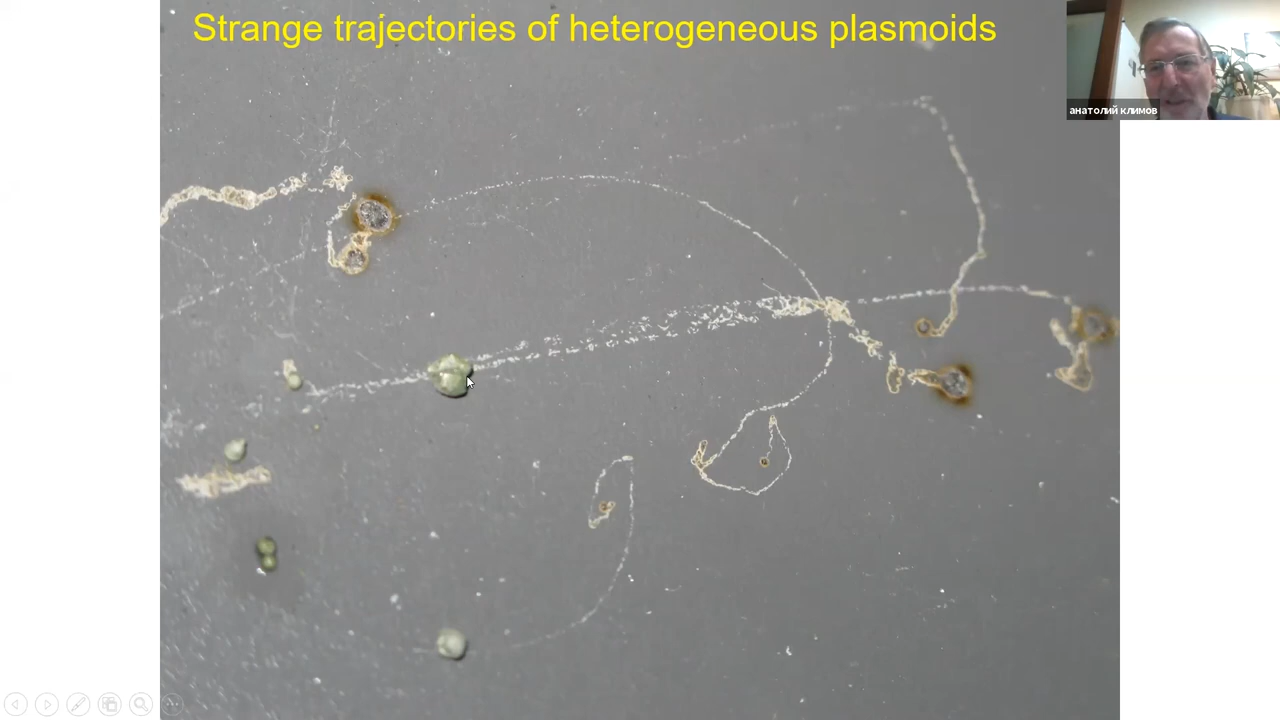 Strange trajectories of heterogeneous plasmoids
анатолий климов